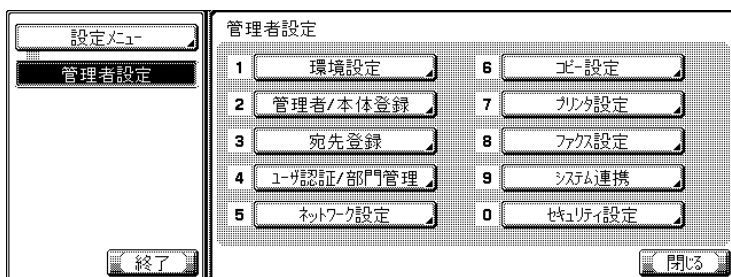 設定メニュー
管理者設定
終了
管理者設定
1 環境設定
2 管理者/本体登録
3 宛先登録
4 ユーザ認証/部門管理
5 ネットワーク設定
6 コピー設定
7 プリンタ設定
8 ファクス設定
9 システム連携
0 セキュリティ設定
閉じる